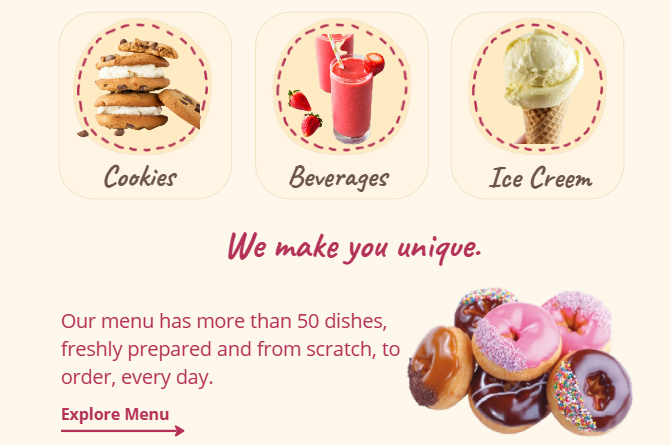 Cookies
Beverages
Ice Creem
We make you unique.
Our menu has more than 50 dishes,
freshly prepared and from scratch, to
order, every day.
Explore Menu